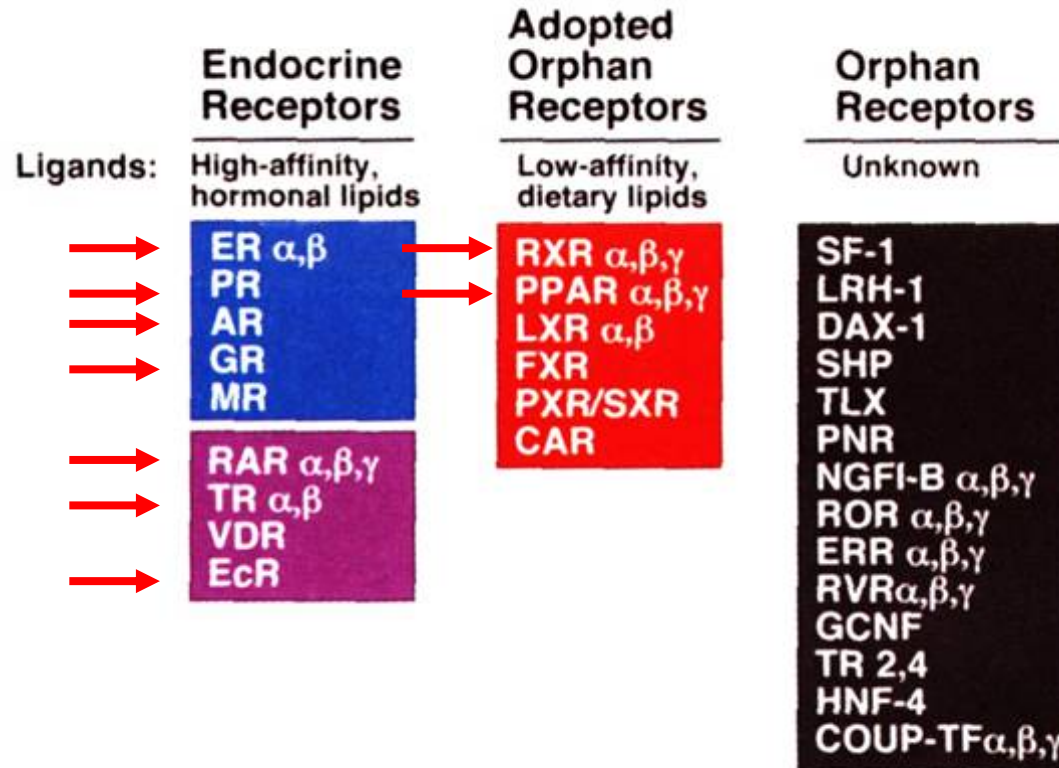 Endocrine
Receptors
Adopted
Orphan
Receptors
Orphan
Receptors
Ligands:
High-affinity,
hormonal lipids
Low-affinity,
dietary lipids
Unknown
ER α,β
PR
AR
GR
MR
RAR α,β,γ
TR α,β
VDR
EcR
RXR α,β,γ
PPAR α,β,γ
LXR α,β
FXR
PXR/SXR
CAR
SF-1
LRH-1
DAX-1
SHP
TLX
PNR
NGFI-B α,β,γ
ROR α,β,γ
ERR α,β,γ
RVRα,β,γ
GCNF
TR 2,4
HNF-4
COUP-TFα,β,γ